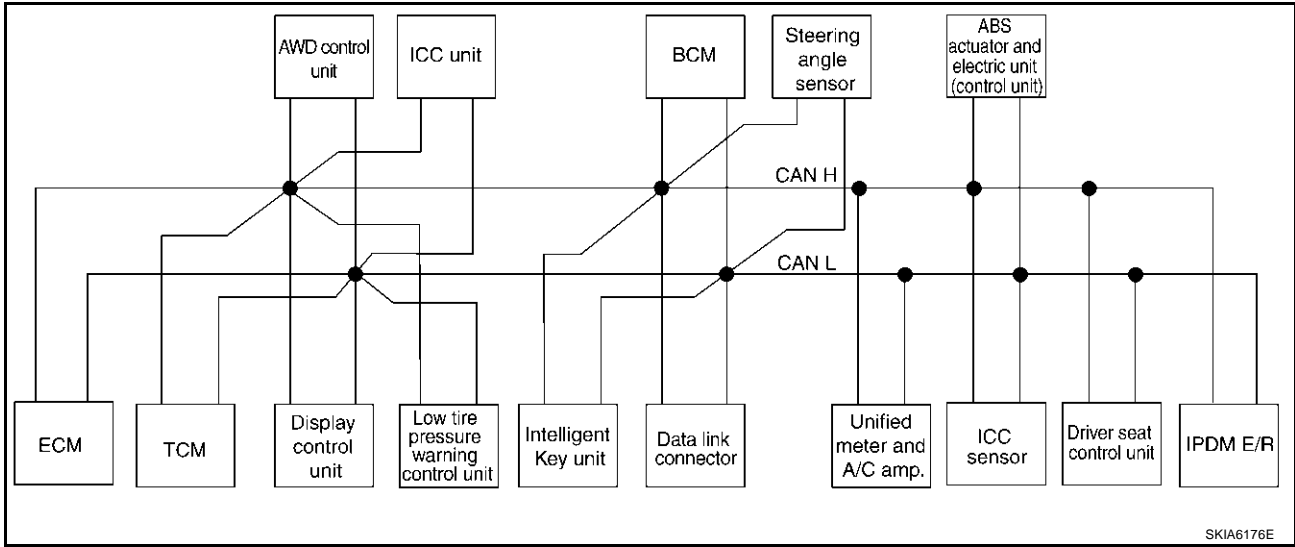 AWD control
unit
ICC unit
BCM
Steering
angle
sensor
ABS
actuator and
electric unit
(control unit)
CAN H
CAN L
ECM
TCM
Display
control
unit
Low tire
pressure
warning
control unit
Intelligent
Key unit
Data link
connector
Unified
meter and
A/C amp.
ICC
sensor
Driver seat
control unit
IPDM E/R
SKIA6176E